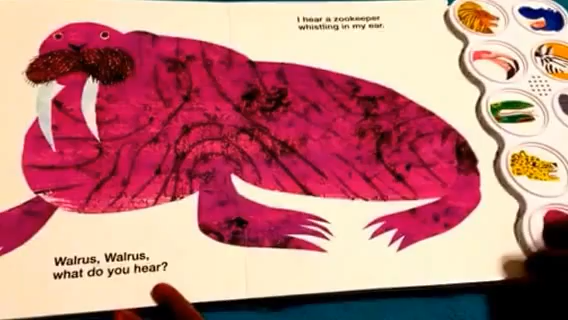 I hear a zookeeper
whistling in my ear.
Walrus, Walrus,
what do you hear?